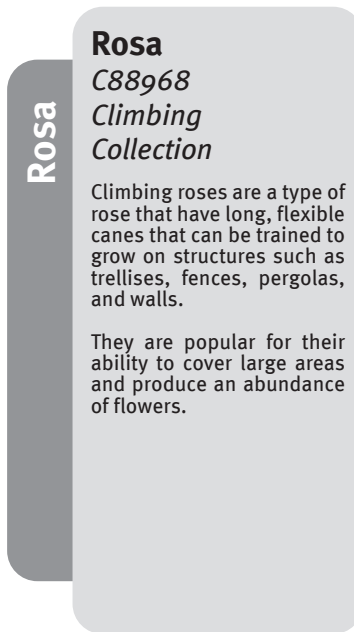 Rosa
Rosa
C88968
Climbing
Collection
Climbing roses are a type of
rose that have long, flexible
canes that can be trained to
grow on structures such as
trellises, fences, pergolas,
and walls.
They are popular for their
ability to cover large areas
and produce an abundance
of flowers.